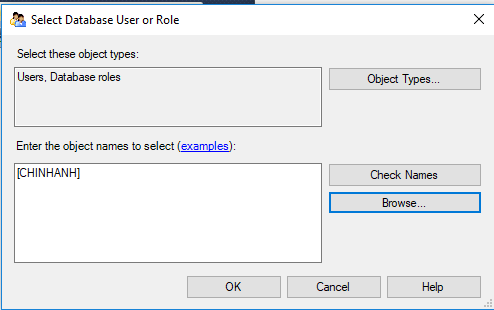 Select Database User or Role
Select these object types:
Users, Database roles
Object Types...
Enter the object names to select (examples):
[CHINHANH]
Check Names
Browse...
OK
Cancel
Help